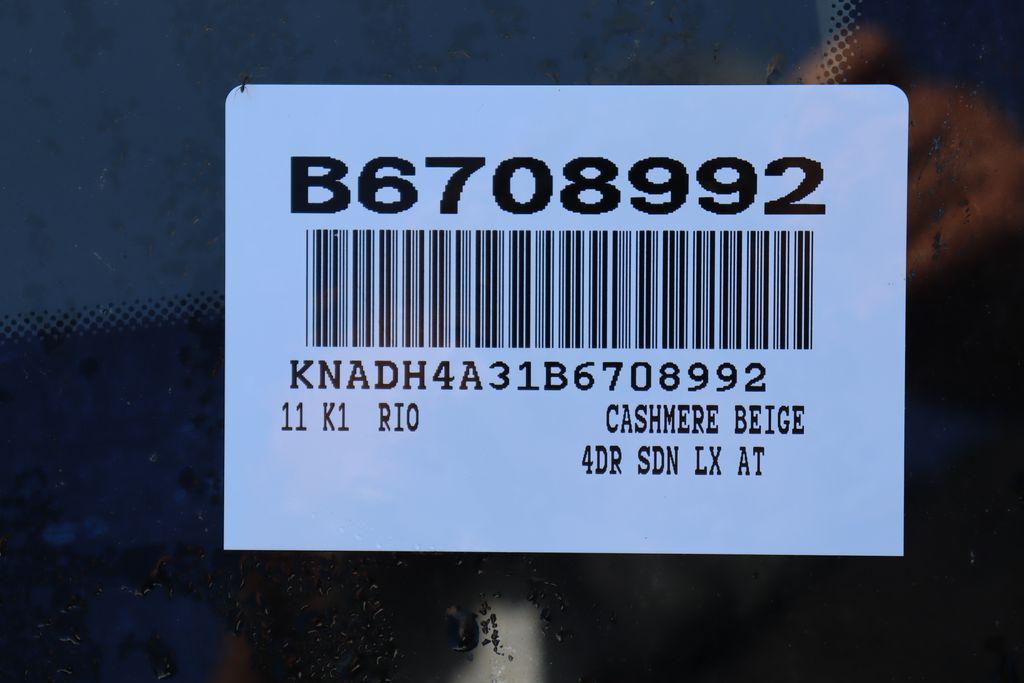 B6708992
KNADH4A31B6708992
11 K1 RIO CASHMERE BEIGE
4DR SDN LX AT